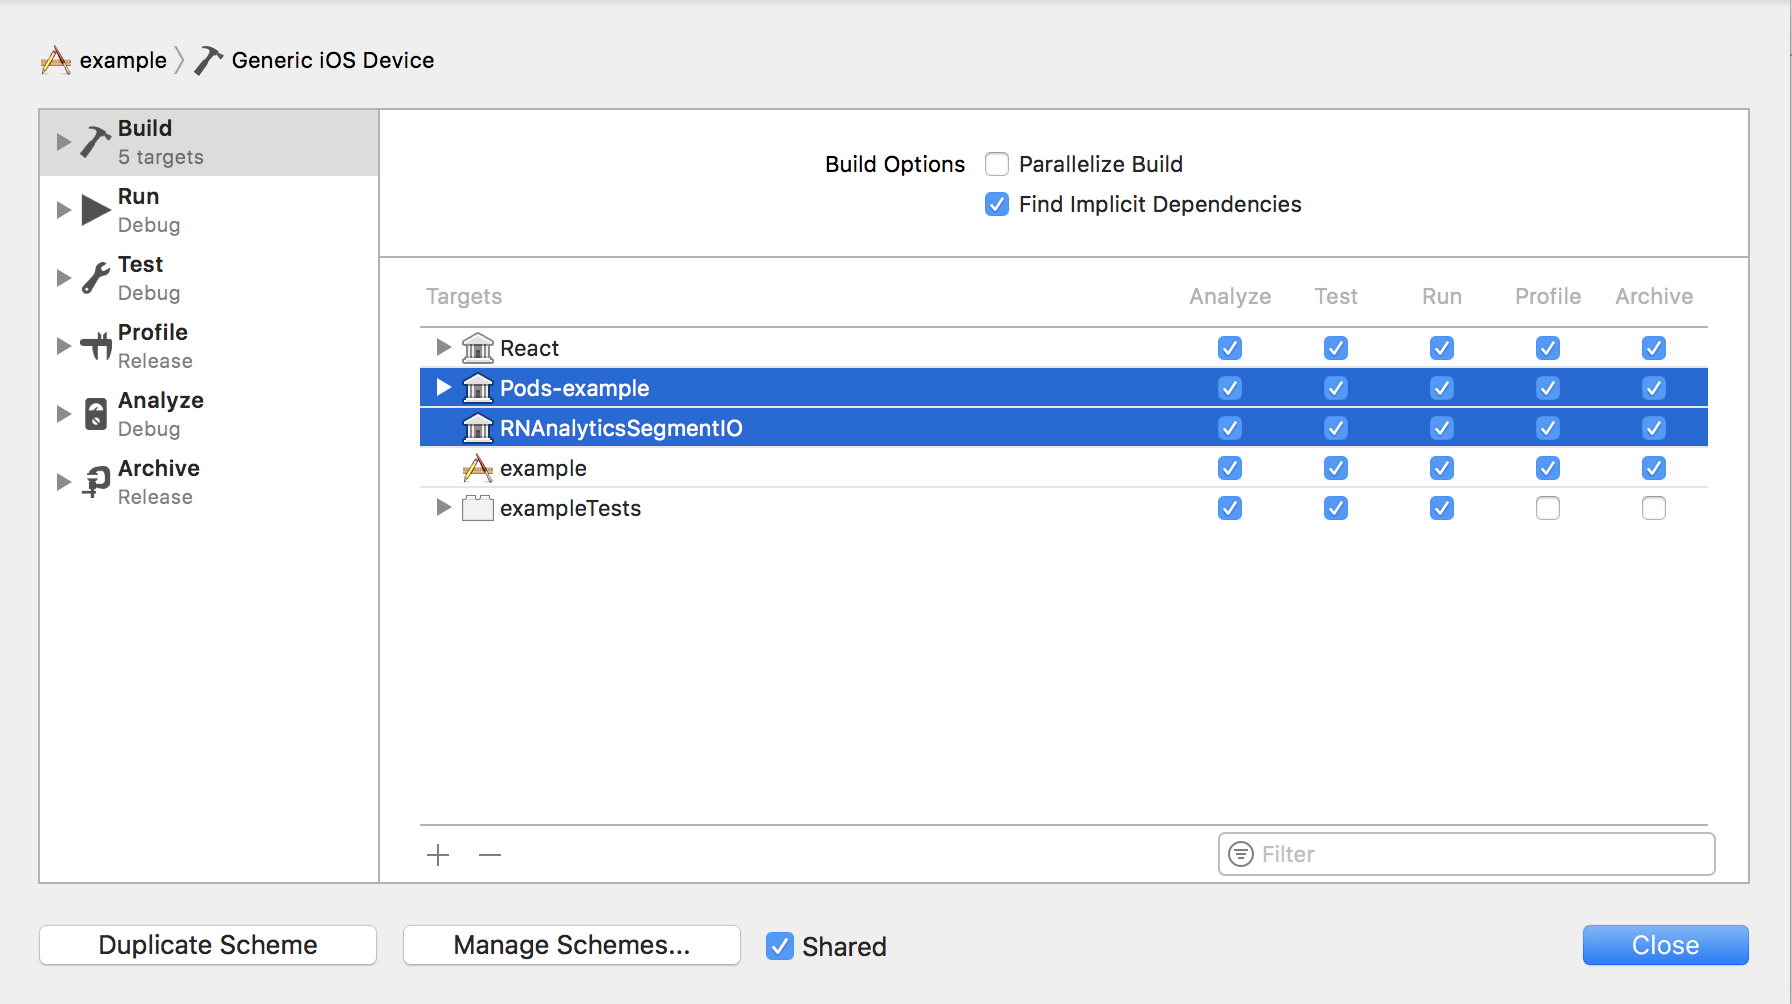 example
Generic iOS Device
Build
5 targets
Run
Debug
Test
Debug
Profile
Release
Analyze
Debug
Archive
Release
Build Options
Parallelize Build
Find Implicit Dependencies
Targets Analyze Test Run Profile Archive
React
Pods-example
RNAnalyticsSegmentIO
example
exampleTests
Filter
Duplicate Scheme
Manage Schemes...
Shared
Close